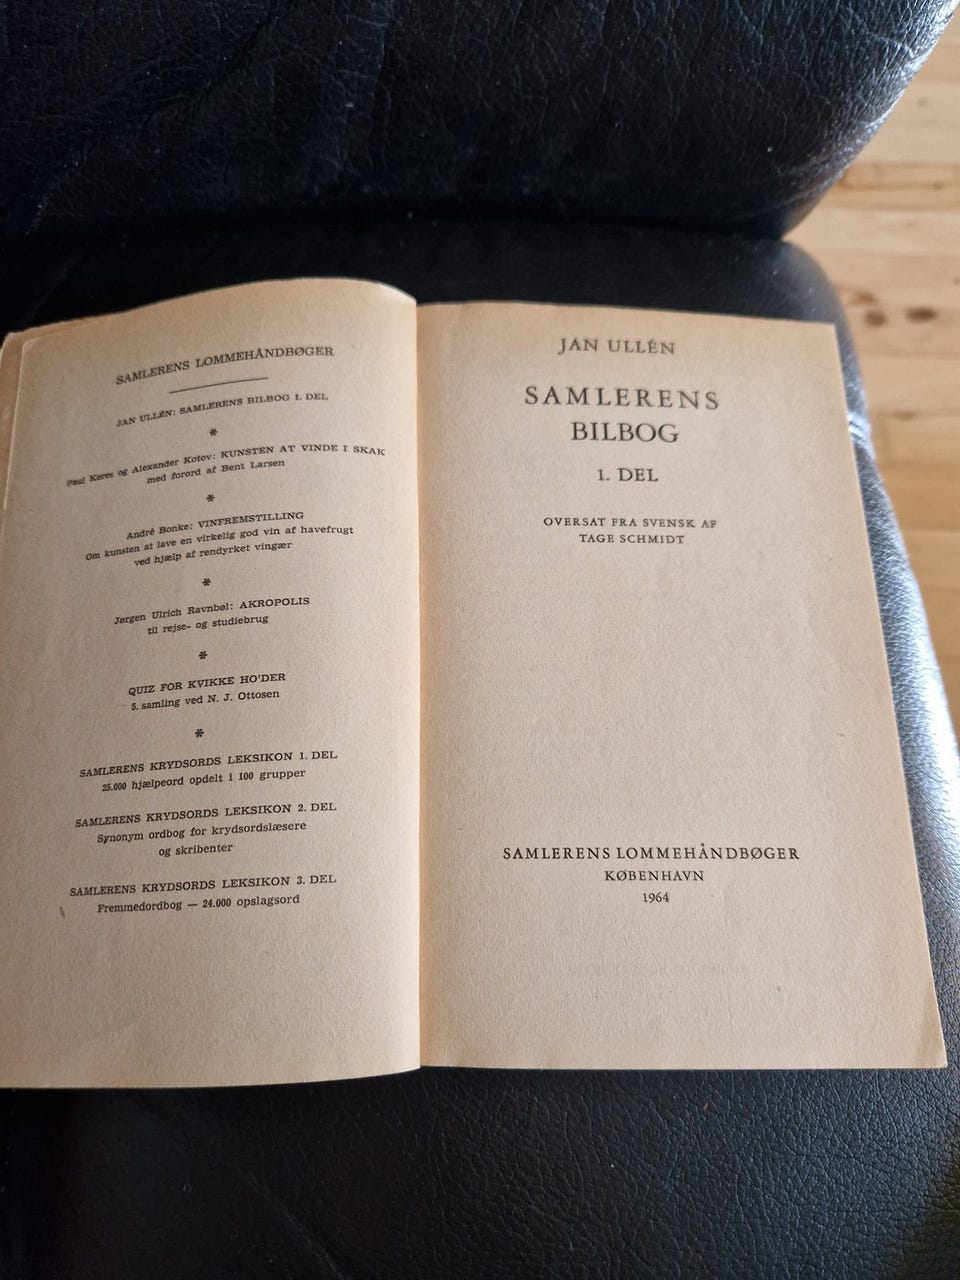 SAMLERENS LOMMEHÅNDBØGER
JAN ULLÉN: SAMLERENS BILBOG 1. DEL
*
Paul Keres og Alexander Kotov: KUNSTEN AT VINDE I SKAK
med forord af Bent Larsen
*
André Bonke: VINFREMSTILLING
Om kunsten at lave en virkelig god vin af havefrugt
ved hjælp af rendyrket vingær
*
Jørgen Ulrich Ravnbøl: AKROPOLIS
til rejse- og studiebrug
*
QUIZ FOR KVIKKE HO'DER
5. samling ved N. J. Ottosen
*
SAMLERENS KRYDSORDS LEKSIKON 1. DEL
25.000 hjælpeord opdelt i 100 grupper
SAMLERENS KRYDSORDS LEKSIKON 2. DEL
Synonym ordbog for krydsordslæsere
og skribenter
SAMLERENS KRYDSORDS LEKSIKON 3. DEL
Fremmedordbog — 24.000 opslagsord
JAN ULLÉN
SAMLERENS
BILBOG
1. DEL
OVERSAT FRA SVENSK AF
TAGE SCHMIDT
SAMLERENS LOMMEHÅNDBØGER
KØBENHAVN
1964